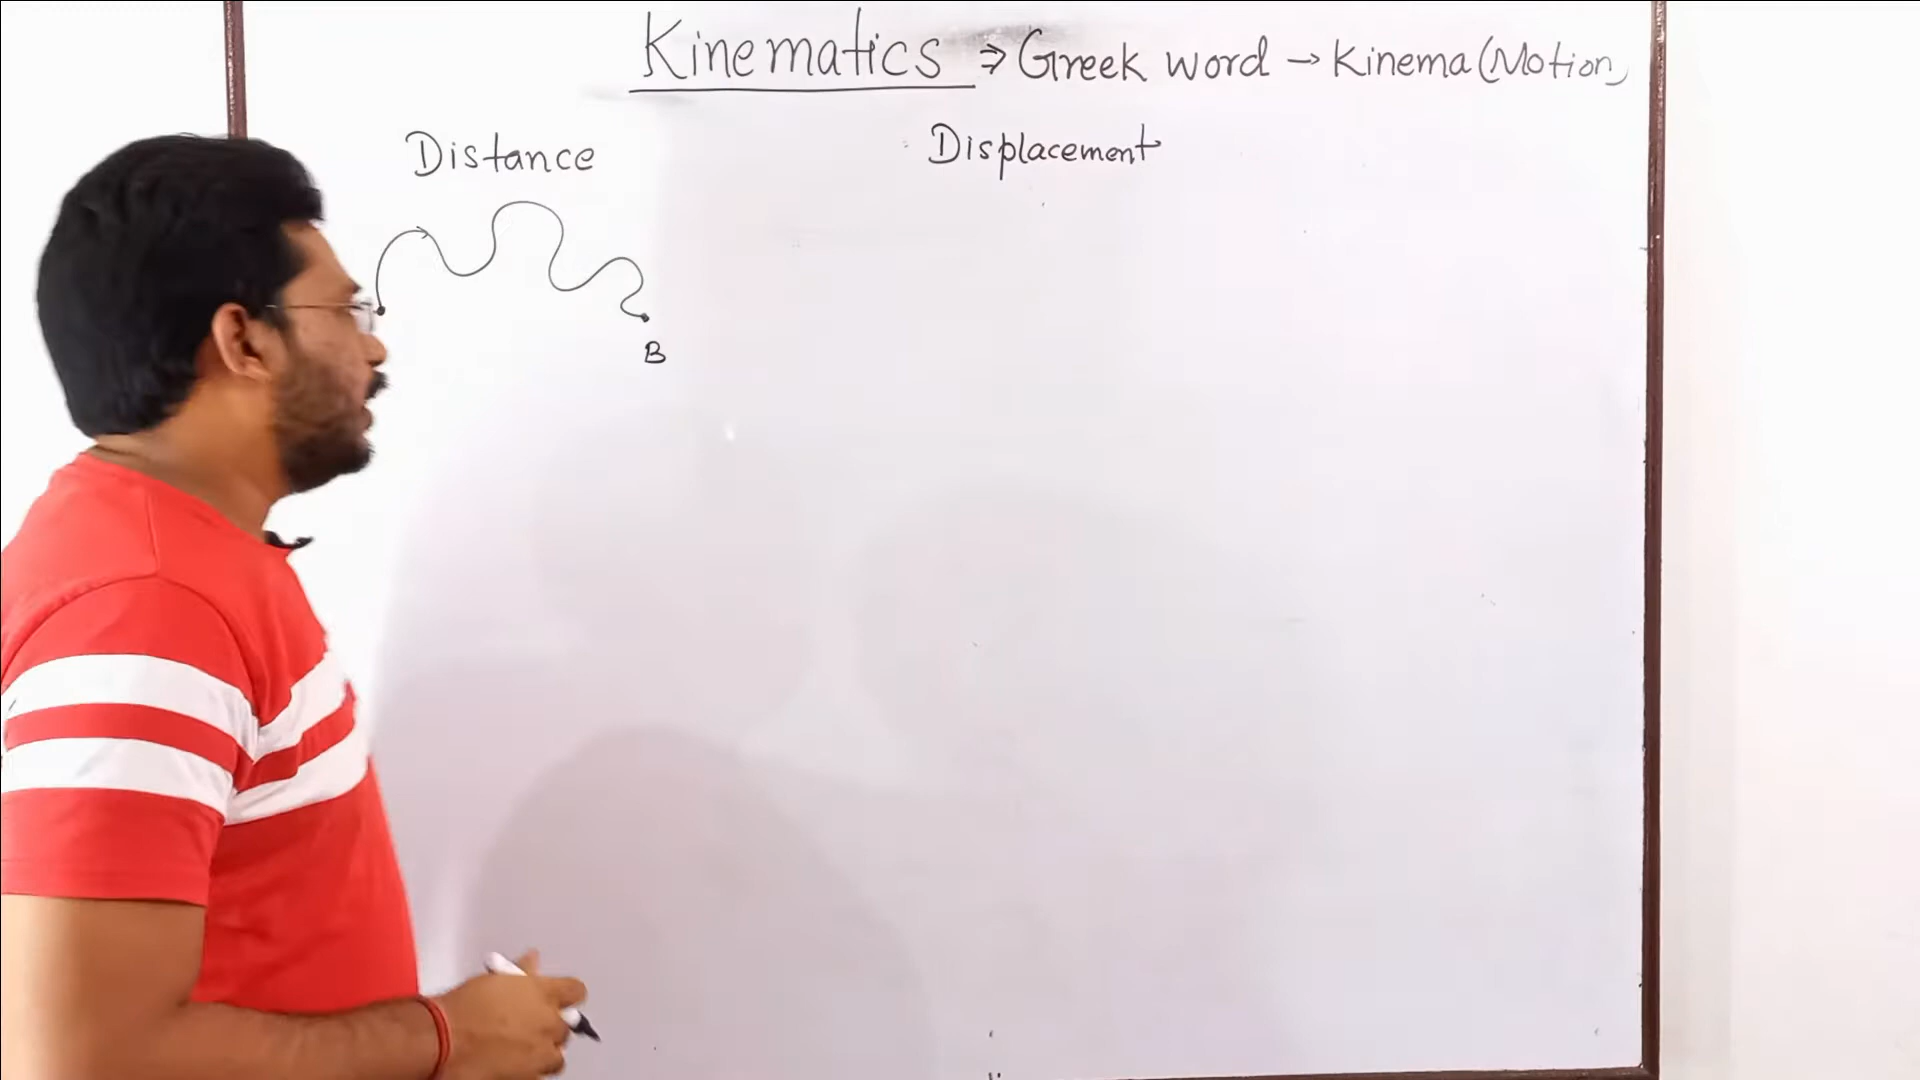 Kinematics ⇒ Greek word → Kinema (Motion)
Distance
Displacement
B